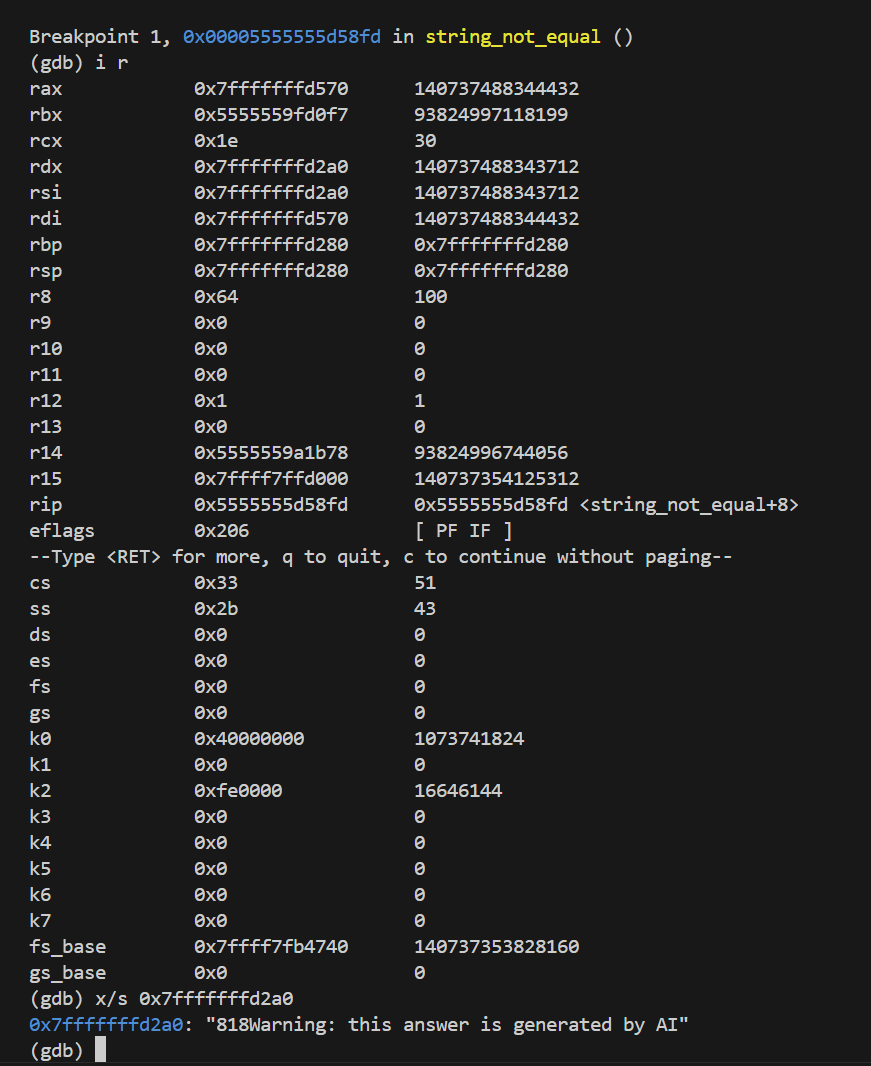 Breakpoint 1, 0x00005555555d58fd in string_not_equal ()
(gdb) i r
rax 0x7fffffffd570 140737488344432
rbx 0x5555559fd0f7 93824997118199
rcx 0x1e 30
rdx 0x7fffffffd2a0 140737488343712
rsi 0x7fffffffd2a0 140737488343712
rdi 0x7fffffffd570 140737488344432
rbp 0x7fffffffd280 0x7fffffffd280
rsp 0x7fffffffd280 0x7fffffffd280
r8 0x64 100
r9 0x0 0
r10 0x0 0
r11 0x0 0
r12 0x1 1
r13 0x0 0
r14 0x5555559a1b78 93824996744056
r15 0x7ffff7ffd000 140737354125312
rip 0x5555555d58fd 0x5555555d58fd <string_not_equal+8>
eflags 0x206 [ PF IF ]
--Type <RET> for more, q to quit, c to continue without paging--
cs 0x33 51
ss 0x2b 43
ds 0x0 0
es 0x0 0
fs 0x0 0
gs 0x0 0
k0 0x40000000 1073741824
k1 0x0 0
k2 0xfe0000 16646144
k3 0x0 0
k4 0x0 0
k5 0x0 0
k6 0x0 0
k7 0x0 0
fs_base 0x7ffff7fb4740 140737353828160
gs_base 0x0 0
(gdb) x/s 0x7fffffffd2a0
0x7fffffffd2a0: "818Warning: this answer is generated by AI"
(gdb)